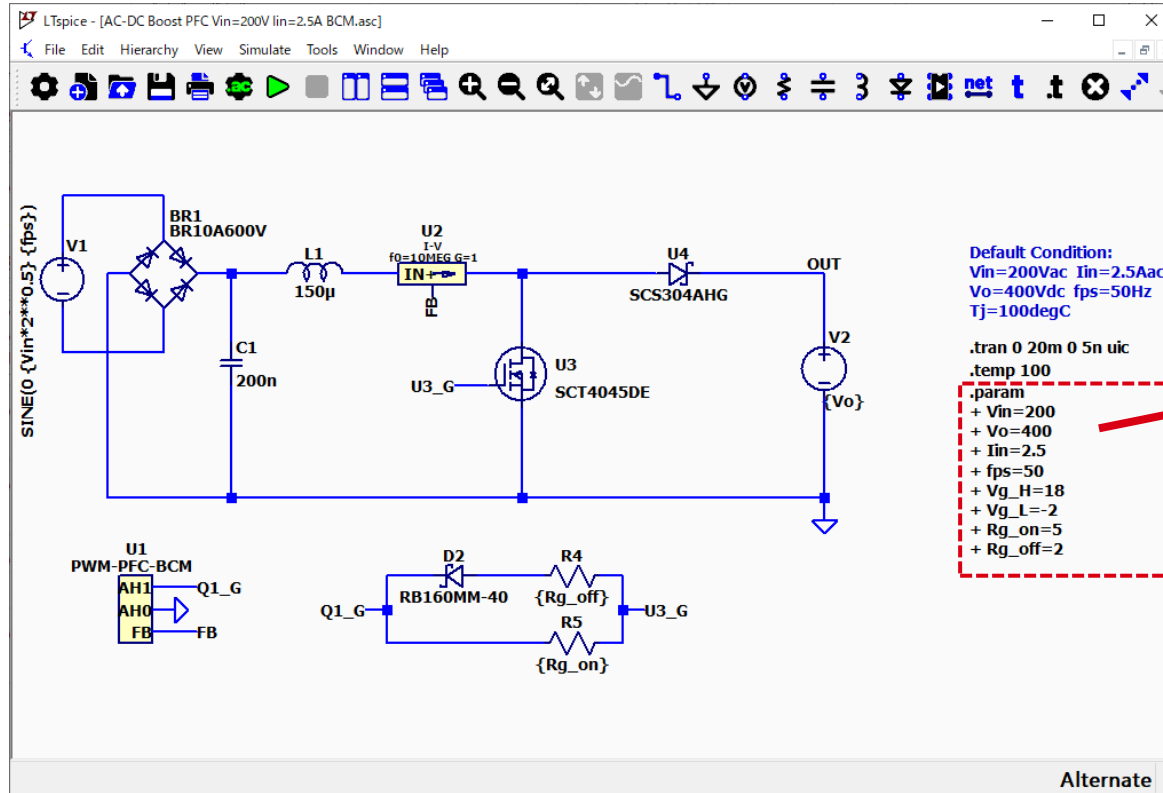 LTspice - [AC-DC Boost PFC Vin=200V Iin=2.5A BCM.asc]
File Edit Hierarchy View Simulate Tools Window Help
ac
net t .t
SINE(0 {Vin*2**0.5} {fps})
V1
BR1
BR10A600V
L1
150µ
U2
I-V
f0=10MEG G=1
IN+
FB
U4
SCS304AHG
OUT
C1
200n
U3_G
U3
SCT4045DE
V2
{Vo}
Default Condition:
Vin=200Vac Iin=2.5Aac
Vo=400Vdc fps=50Hz
Tj=100degC
.tran 0 20m 0 5n uic
.temp 100
.param
+ Vin=200
+ Vo=400
+ Iin=2.5
+ fps=50
+ Vg_H=18
+ Vg_L=-2
+ Rg_on=5
+ Rg_off=2
U1
PWM-PFC-BCM
AH1 Q1_G
AH0
FB FB
D2
RB160MM-40
R4
{Rg_off}
Q1_G
U3_G
R5
{Rg_on}
Alternate